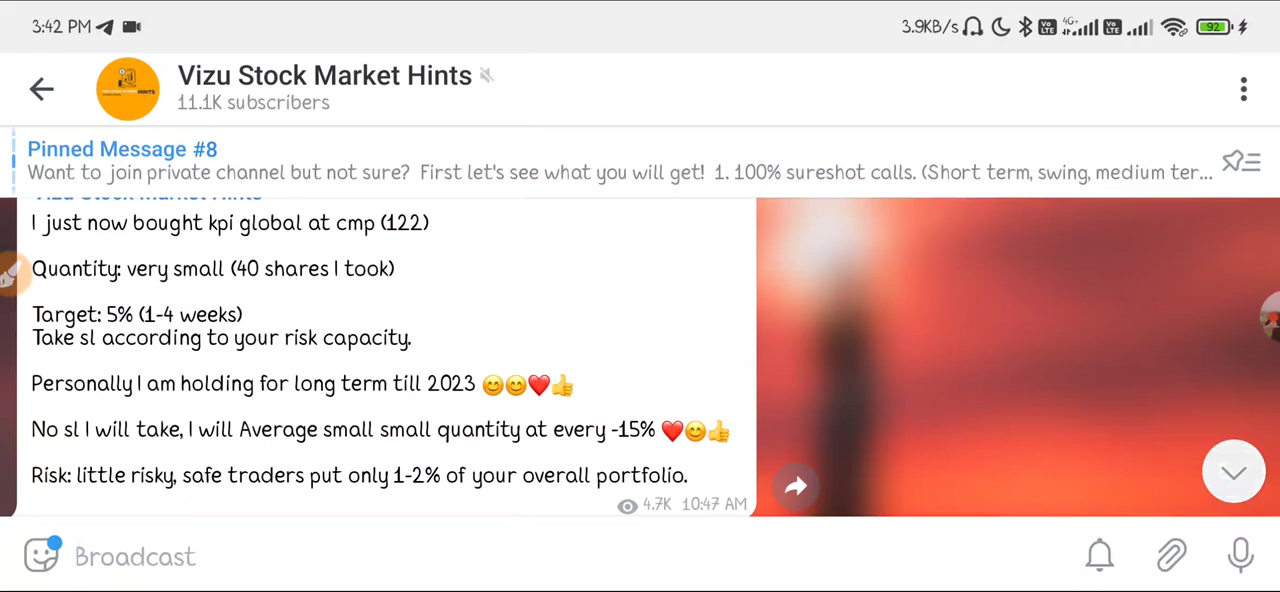 3:42 PM
3.9KB/s 4G+ 92
Vizu Stock Market Hints
11.1K subscribers
Pinned Message #8
Want to join private channel but not sure? First let's see what you will get! 1. 100% sureshot calls. (Short term, swing, medium ter...
Vizu Stock Market Hints
I just now bought kpi global at cmp (122)
Quantity: very small (40 shares I took)
Target: 5% (1-4 weeks)
Take sl according to your risk capacity.
Personally I am holding for long term till 2023 😊😊❤️👍
No sl I will take, I will Average small small quantity at every -15% ❤️😊👍
Risk: little risky, safe traders put only 1-2% of your overall portfolio.
4.7K 10:47 AM
Broadcast